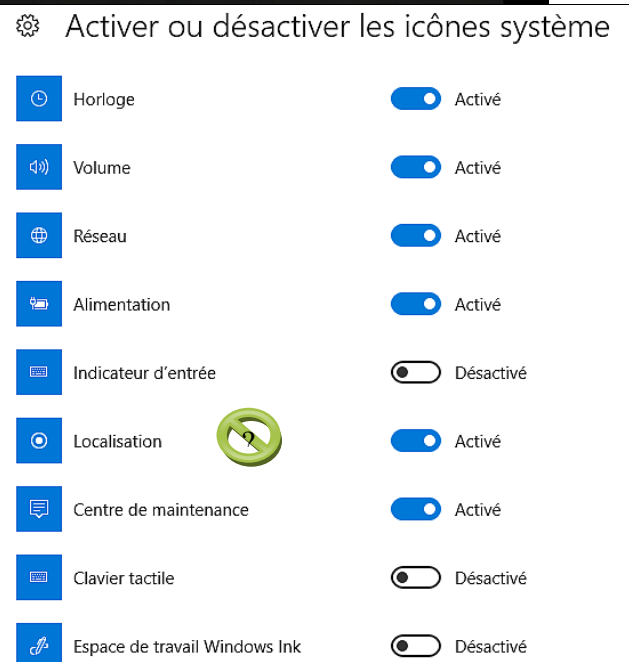 Activer ou désactiver les icônes système
Horloge Activé
Volume Activé
Réseau Activé
Alimentation Activé
Indicateur d'entrée Désactivé
Localisation ? Activé
Centre de maintenance Activé
Clavier tactile Désactivé
Espace de travail Windows Ink Désactivé